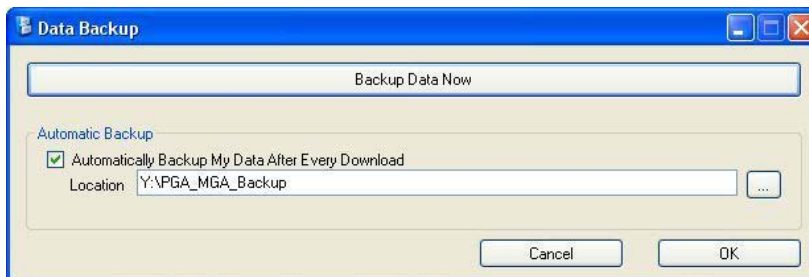 Data Backup
Backup Data Now
Automatic Backup
Automatically Backup My Data After Every Download
Location Y:\PGA_MGA_Backup ...
Cancel OK